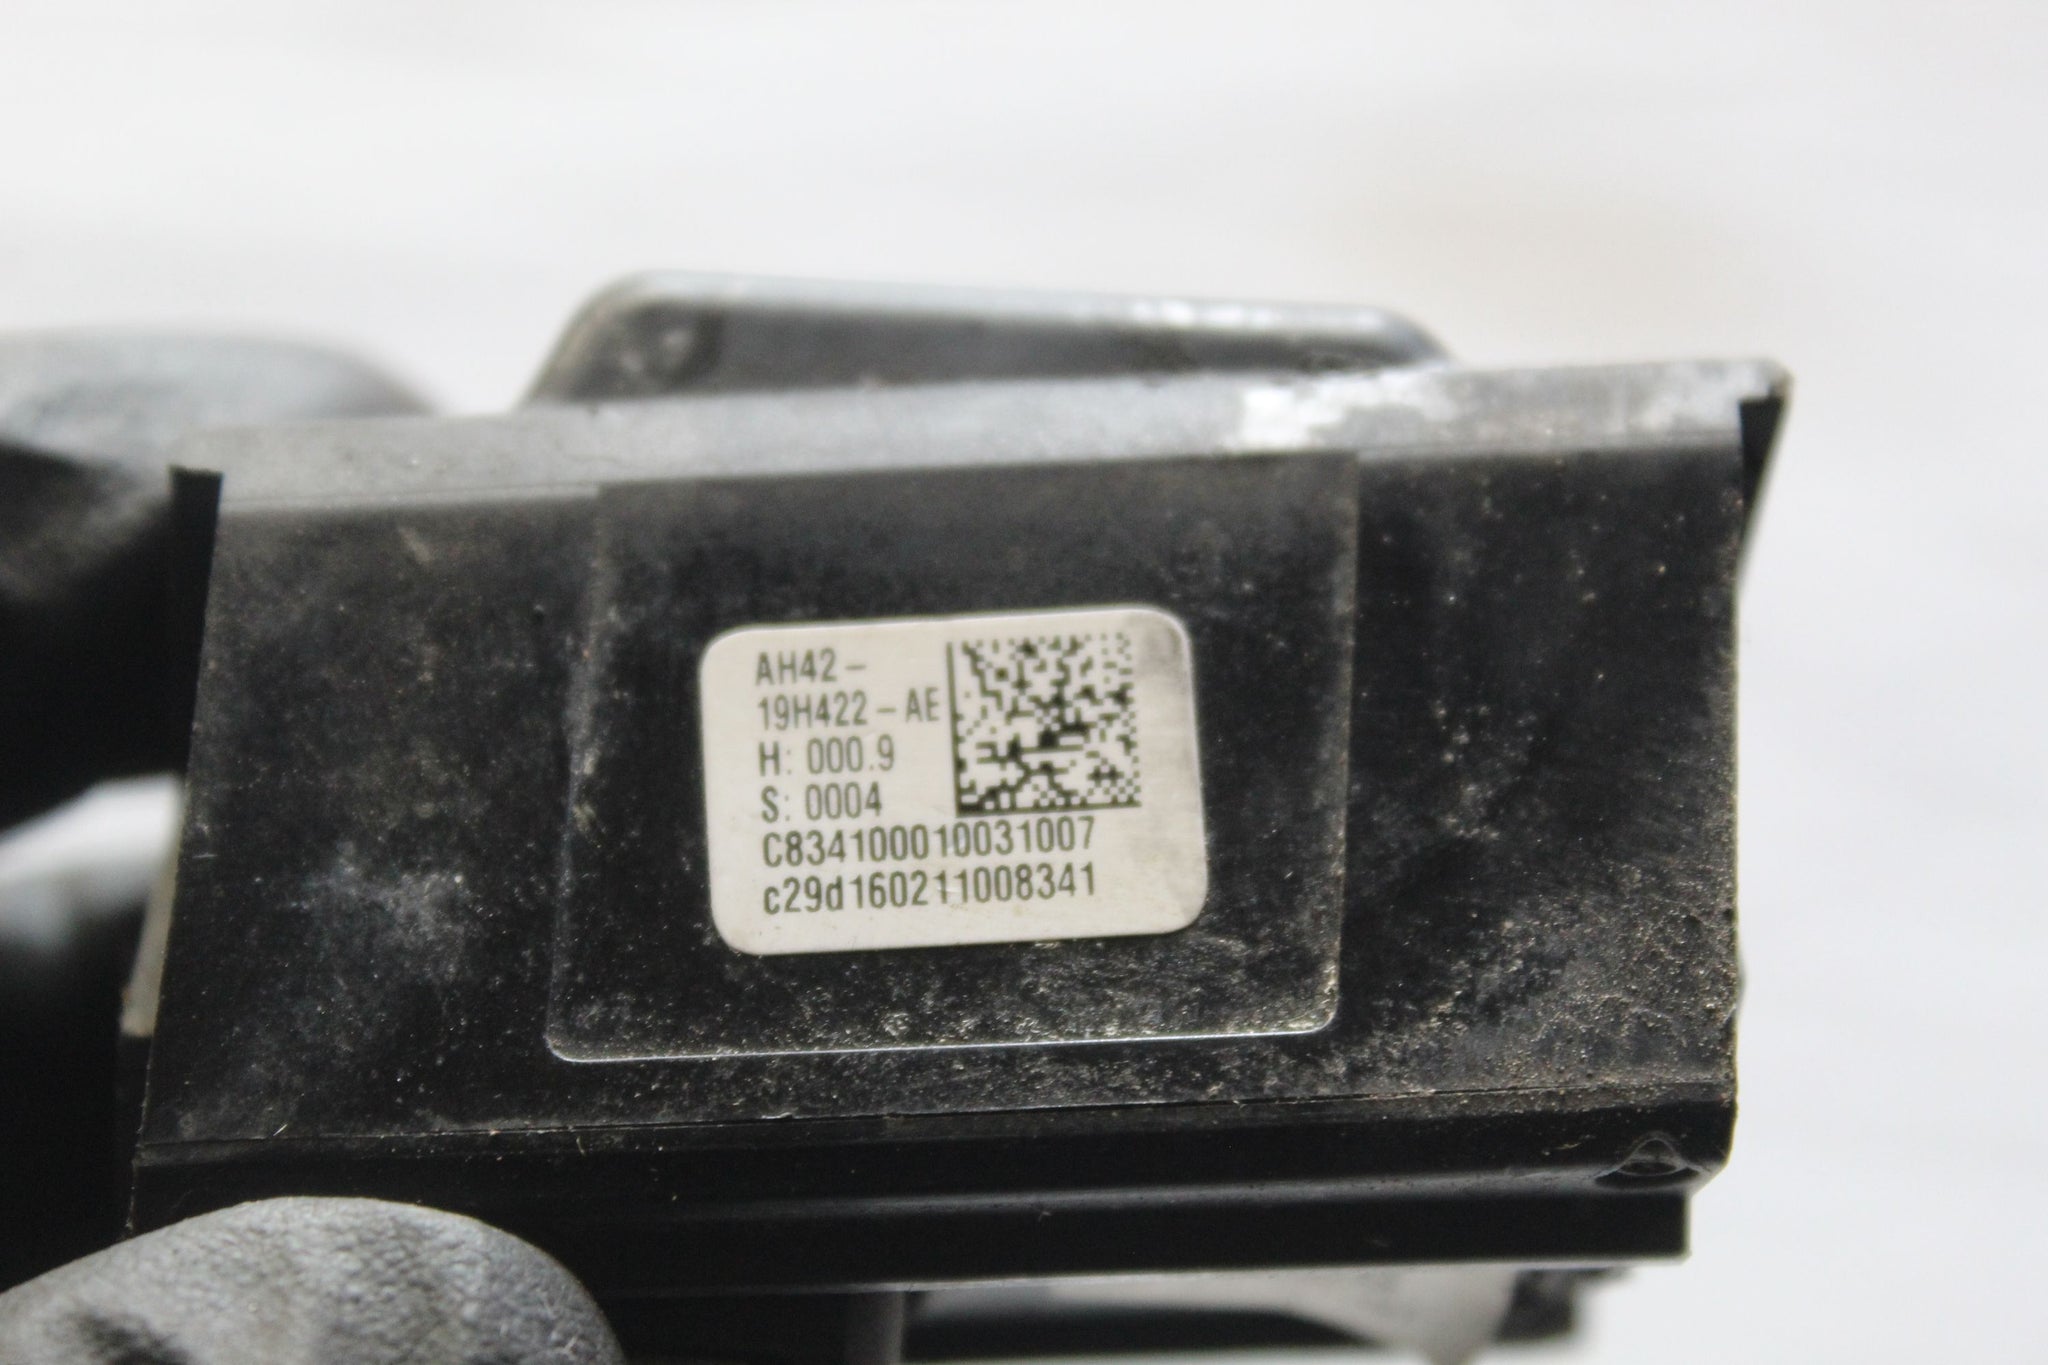 AH42-
19H422-AE
H: 000.9
S: 0004
C834100010031007
c29d160211008341